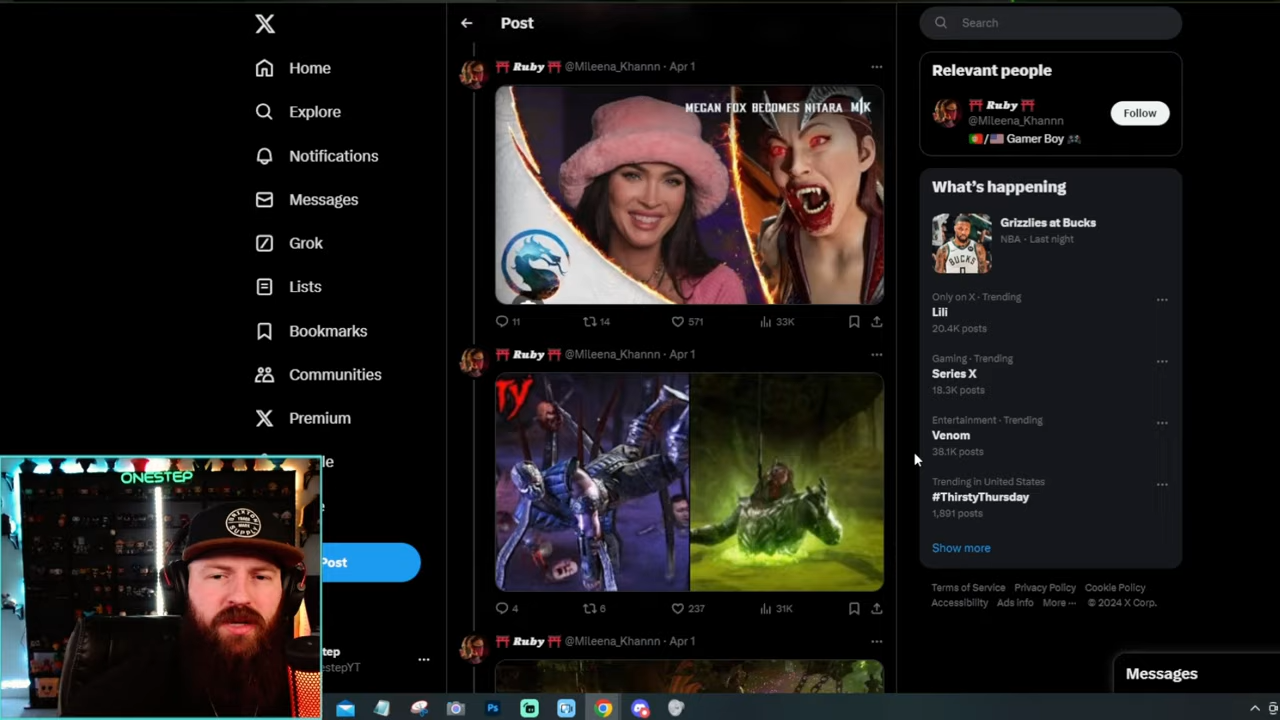 Home
Explore
Notifications
Messages
Grok
Lists
Bookmarks
Communities
Premium
Post
ONESTEP
BRIXTON
SUPPLY
Post
Ruby @Mileena_Khannn · Apr 1
MEGAN FOX BECOMES NITARA
11 14 571 33K
Ruby @Mileena_Khannn · Apr 1
TY
4 6 237 31K
Ruby @Mileena_Khannn · Apr 1
Search
Relevant people
Ruby
@Mileena_Khannn
Follow
Gamer Boy
What's happening
Grizzlies at Bucks
NBA · Last night
BUCKS
Only on X · Trending
Lili
20.4K posts
Gaming · Trending
Series X
18.3K posts
Entertainment · Trending
Venom
38.1K posts
Trending in United States
#ThirstyThursday
1,891 posts
Show more
Terms of Service Privacy Policy Cookie Policy
Accessibility Ads info More ··· © 2024 X Corp.
Messages
Ps